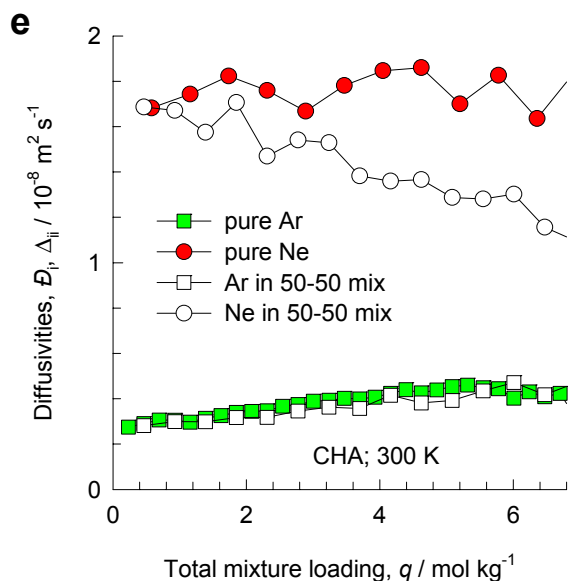 e
2
1
0
Diffusivities, Đi, Δii / 10-8 m2 s-1
pure Ar
pure Ne
Ar in 50-50 mix
Ne in 50-50 mix
CHA; 300 K
0
2
4
6
Total mixture loading, q / mol kg-1